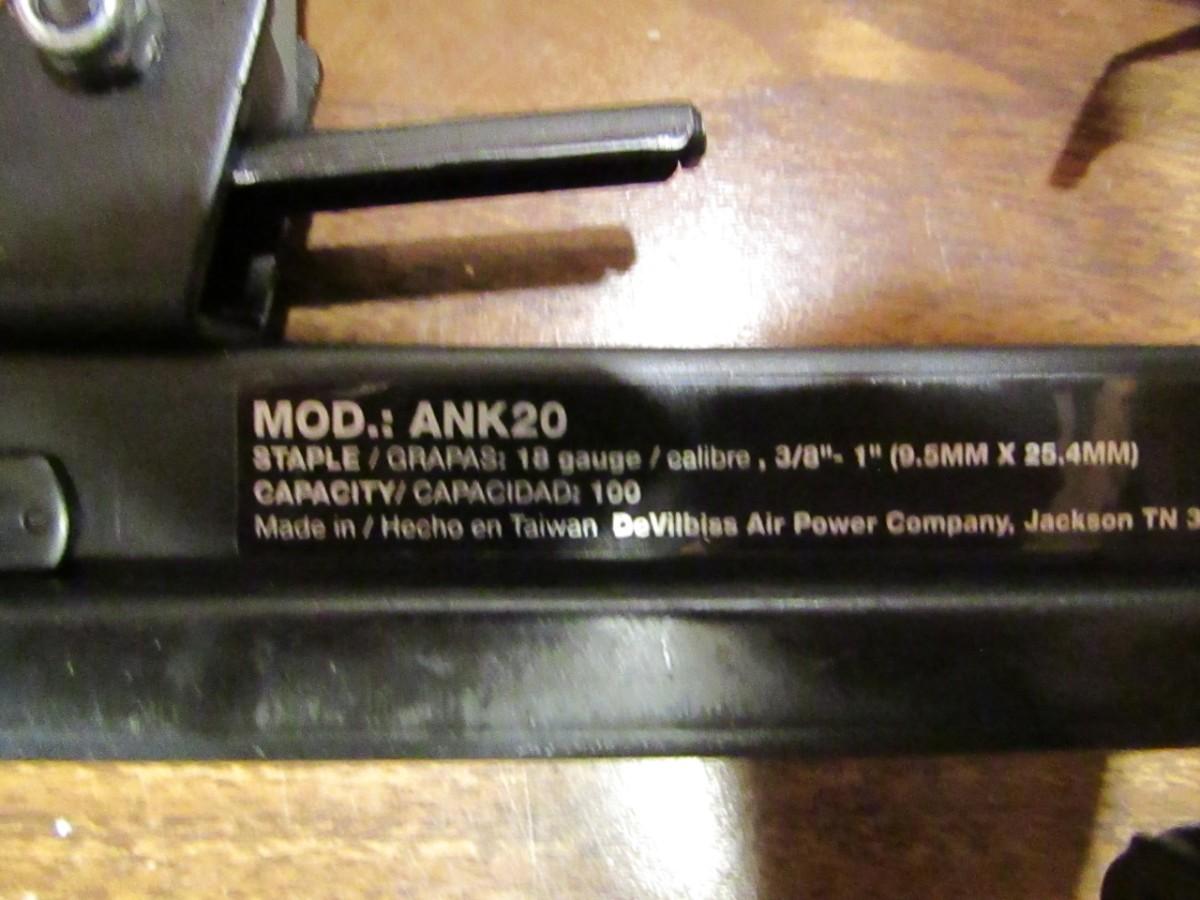 MOD.: ANK20
STAPLE / GRAPAS: 18 gauge / calibre , 3/8"- 1" (9.5MM X 25.4MM)
CAPACITY/ CAPACIDAD: 100
Made in / Hecho en Taiwan DeVilbiss Air Power Company, Jackson TN 3